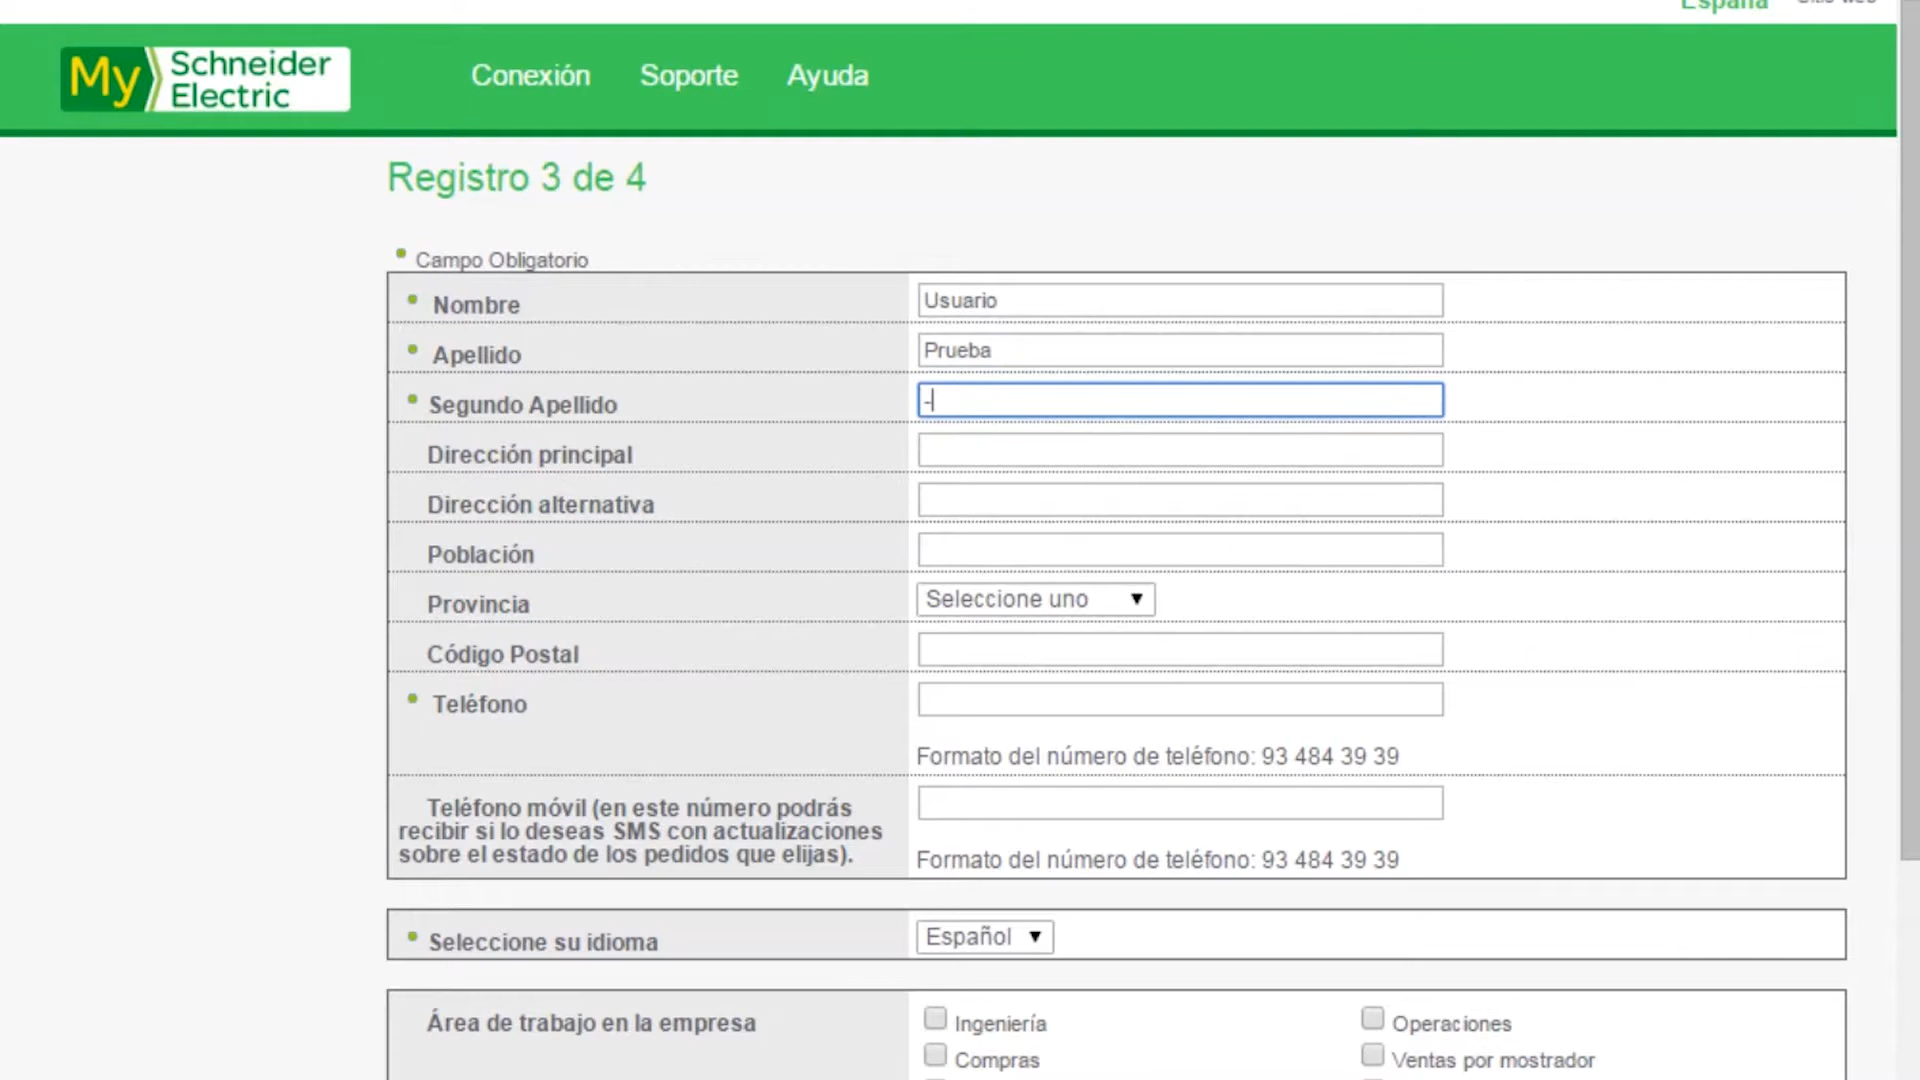 España Sitio web
My Schneider Electric
Conexión Soporte Ayuda
Registro 3 de 4
Campo Obligatorio
Nombre Usuario
Apellido Prueba
Segundo Apellido -
Dirección principal
Dirección alternativa
Población
Provincia Seleccione uno
Código Postal
Teléfono
Formato del número de teléfono: 93 484 39 39
Teléfono móvil (en este número podrás
recibir si lo deseas SMS con actualizaciones
sobre el estado de los pedidos que elijas).
Formato del número de teléfono: 93 484 39 39
Seleccione su idioma Español
Área de trabajo en la empresa
Ingeniería Operaciones
Compras Ventas por mostrador